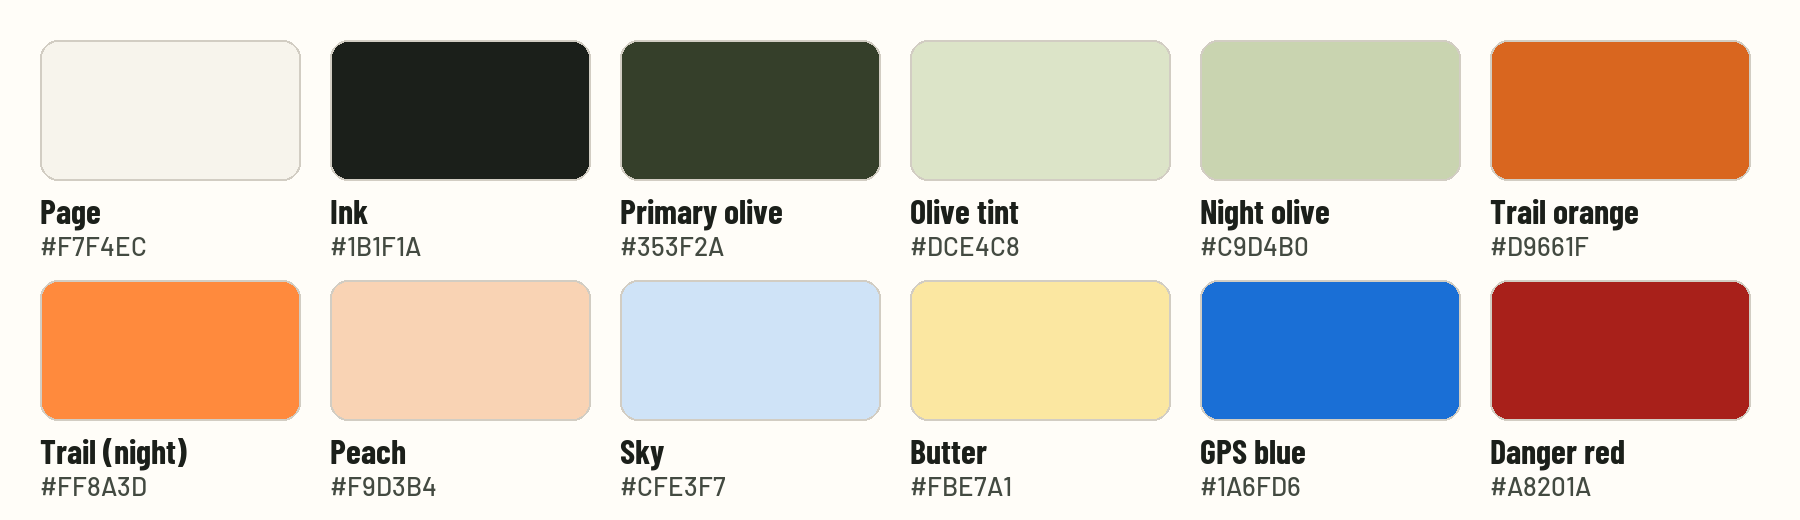 Page
#F7F4EC
Ink
#1B1F1A
Primary olive
#353F2A
Olive tint
#DCE4C8
Night olive
#C9D4B0
Trail orange
#D9661F
Trail (night)
#FF8A3D
Peach
#F9D3B4
Sky
#CFE3F7
Butter
#FBE7A1
GPS blue
#1A6FD6
Danger red
#A8201A